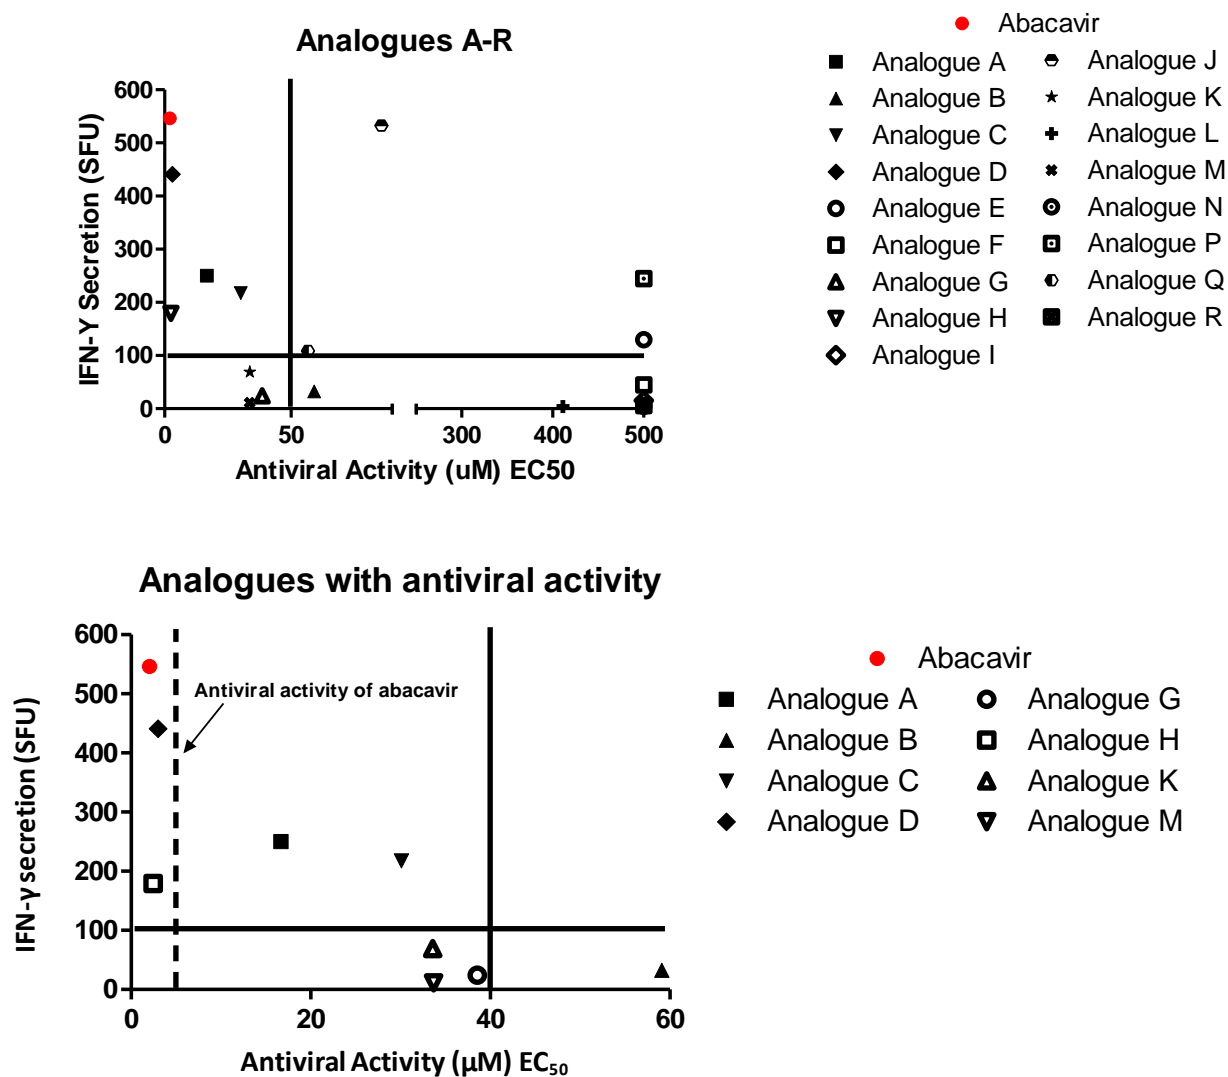 Analogues A-R
600
500
400
300
200
100
0
IFN-Y Secretion (SFU)
0 50 300 400 500
Antiviral Activity (uM) EC50
Abacavir
Analogue A Analogue J
Analogue B Analogue K
Analogue C Analogue L
Analogue D Analogue M
Analogue E Analogue N
Analogue F Analogue P
Analogue G Analogue Q
Analogue H Analogue R
Analogue I
Analogues with antiviral activity
600
500
400
300
200
100
0
IFN-γ secretion (SFU)
Antiviral activity of abacavir
0 20 40 60
Antiviral Activity (μM) EC₅₀
Abacavir
Analogue A Analogue G
Analogue B Analogue H
Analogue C Analogue K
Analogue D Analogue M